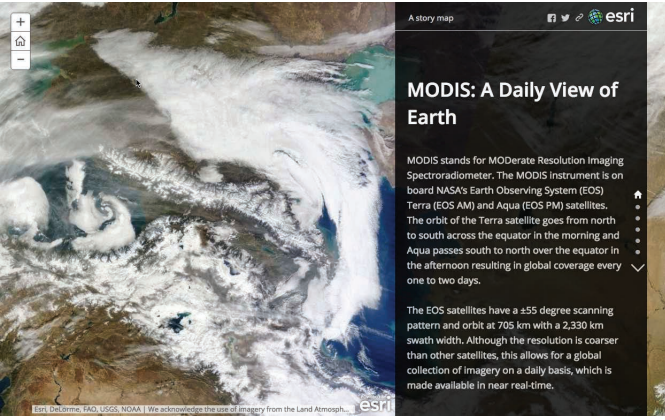 A story map
esri
MODIS: A Daily View of
Earth
MODIS stands for MODerate Resolution Imaging
Spectroradiometer. The MODIS instrument is on
board NASA's Earth Observing System (EOS)
Terra (EOS AM) and Aqua (EOS PM) satellites.
The orbit of the Terra satellite goes from north
to south across the equator in the morning and
Aqua passes south to north over the equator in
the afternoon resulting in global coverage every
one to two days.
The EOS satellites have a ±55 degree scanning
pattern and orbit at 705 km with a 2,330 km
swath width. Although the resolution is coarser
than other satellites, this allows for a global
collection of imagery on a daily basis, which is
made available in near real-time.
Esri, DeLorme, FAO, USGS, NOAA | We acknowledge the use of imagery from the Land Atmosph...
esri